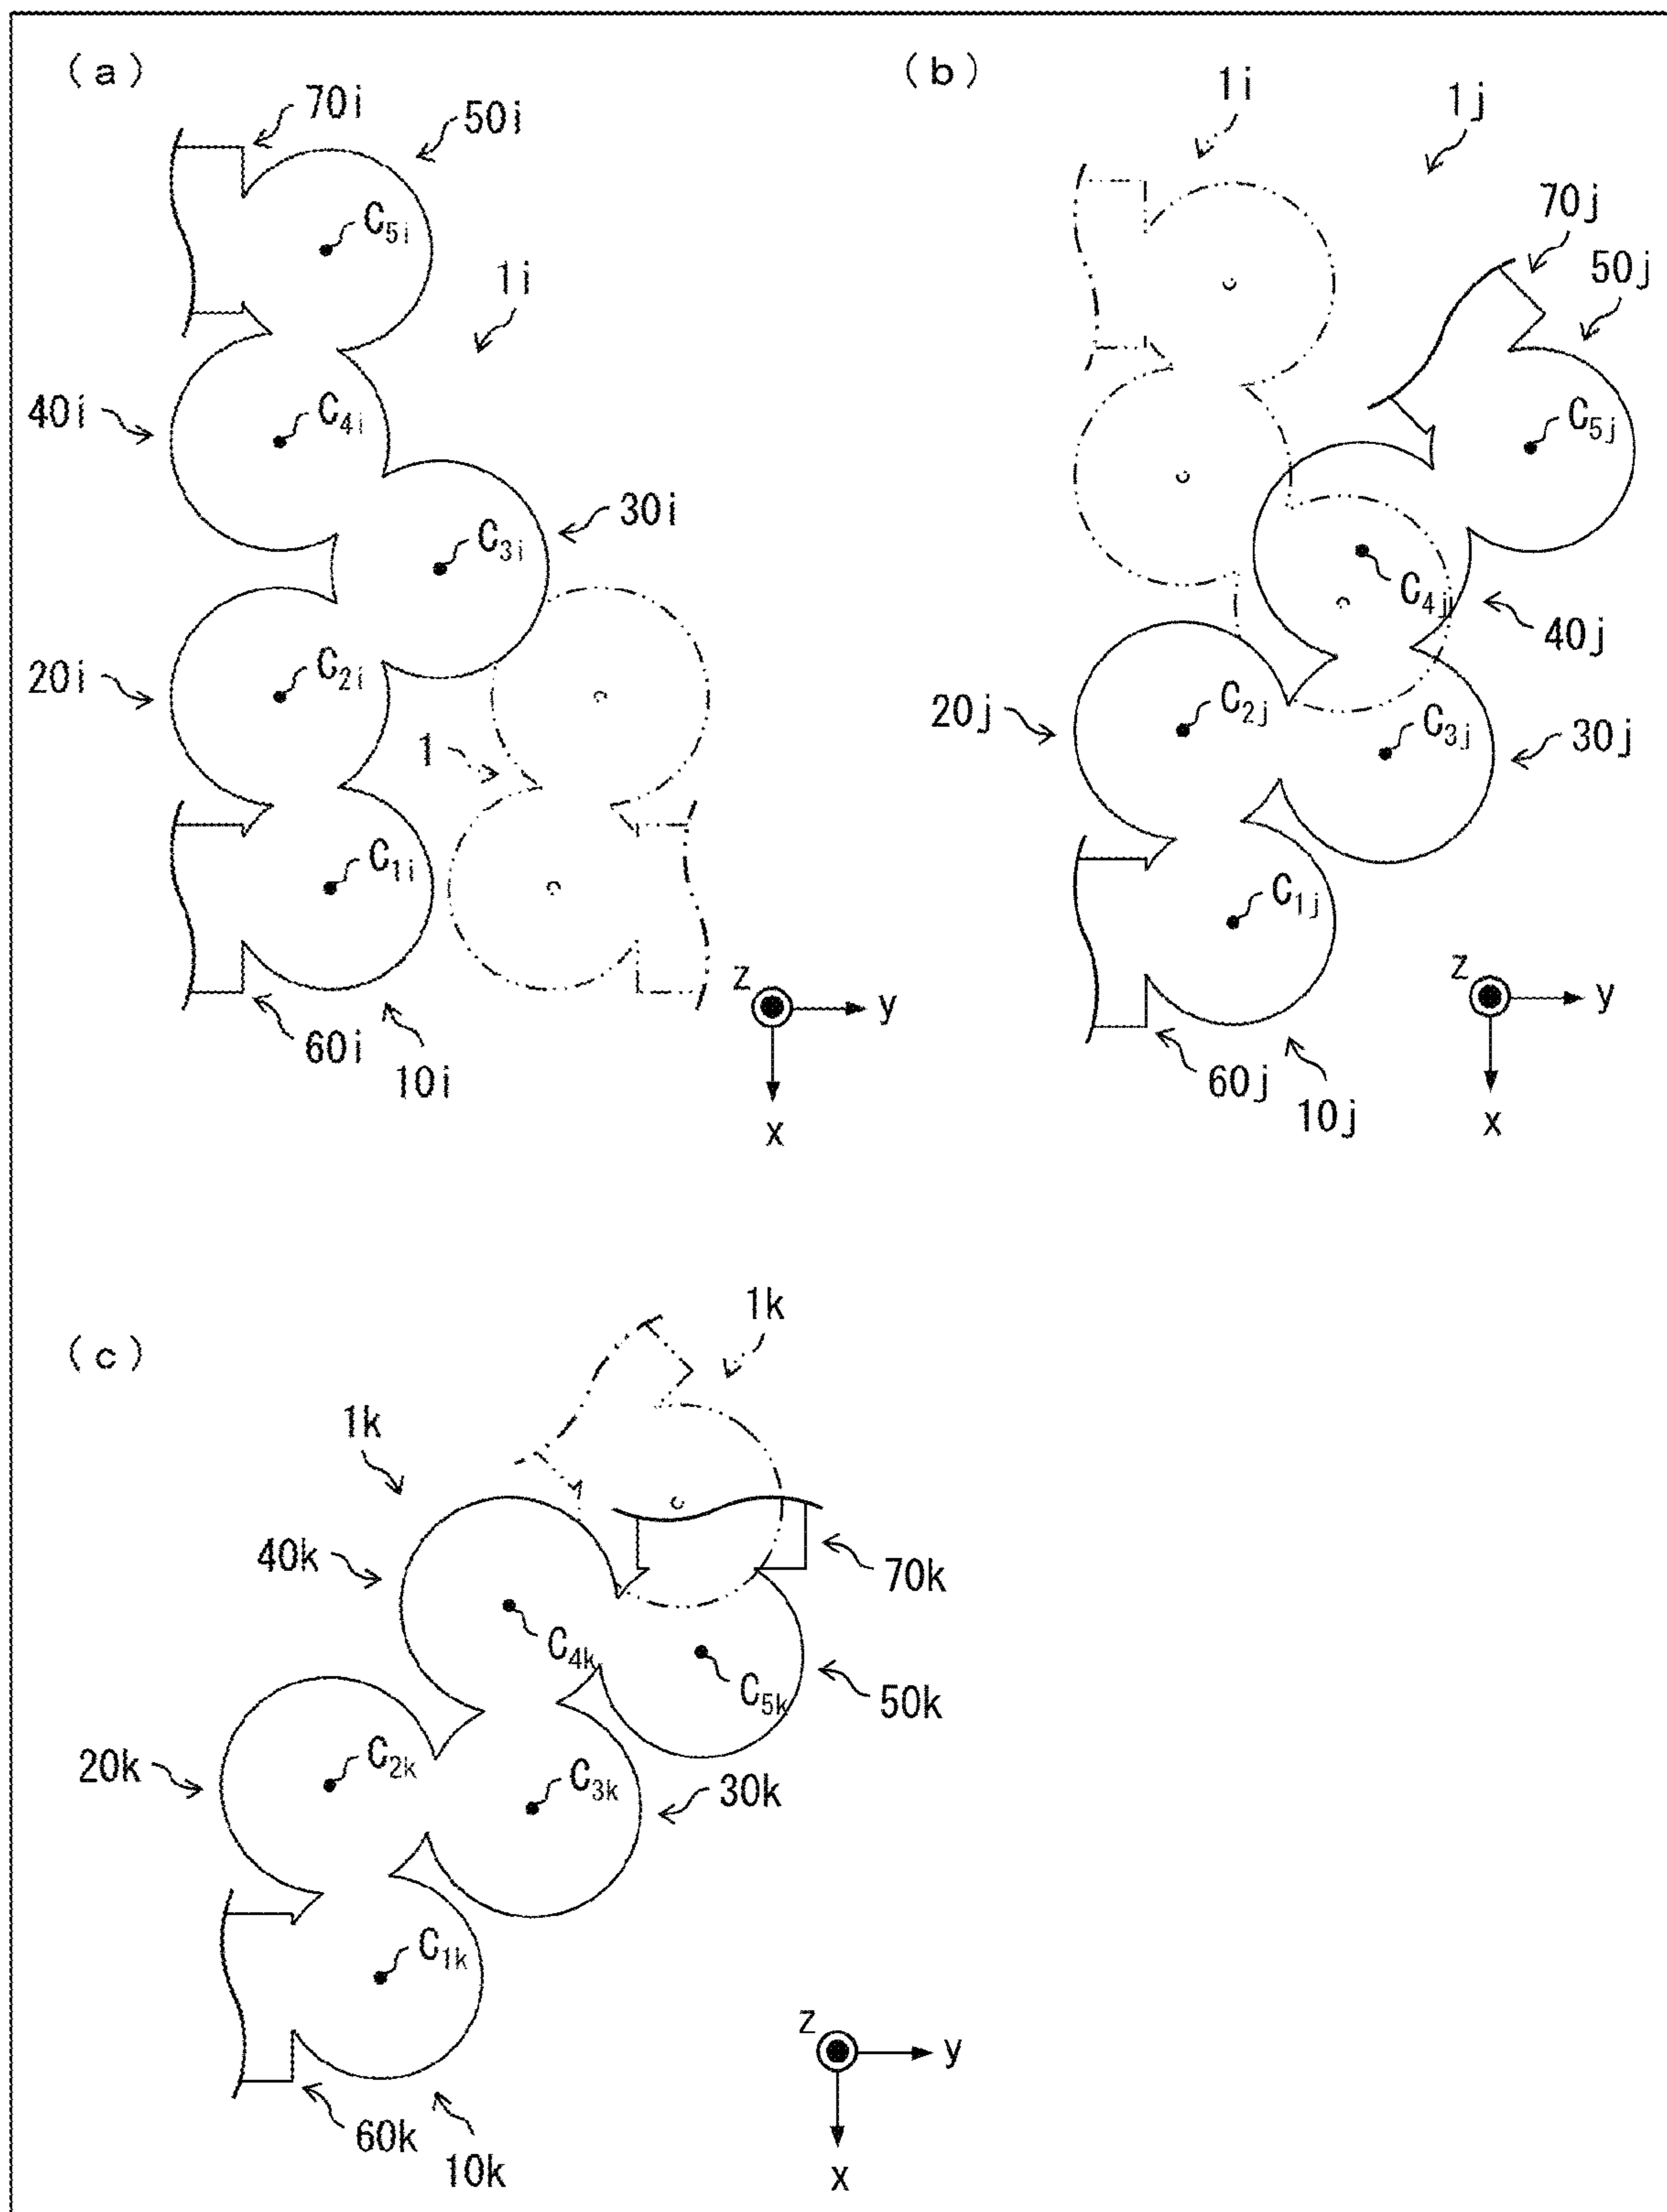 (a)
70i
50i
C5i
1i
40i
C4i
30i
C3i
20i
C2i
1
C1i
60i
10i
z
y
x
(b)
1i
1j
70j
50j
C5j
C4j
40j
20j
C2j
C3j
30j
C1j
60j
10j
z
y
x
(c)
1k
1k
40k
70k
C4k
C5k
50k
20k
C2k
C3k
30k
C1k
60k
10k
z
y
x